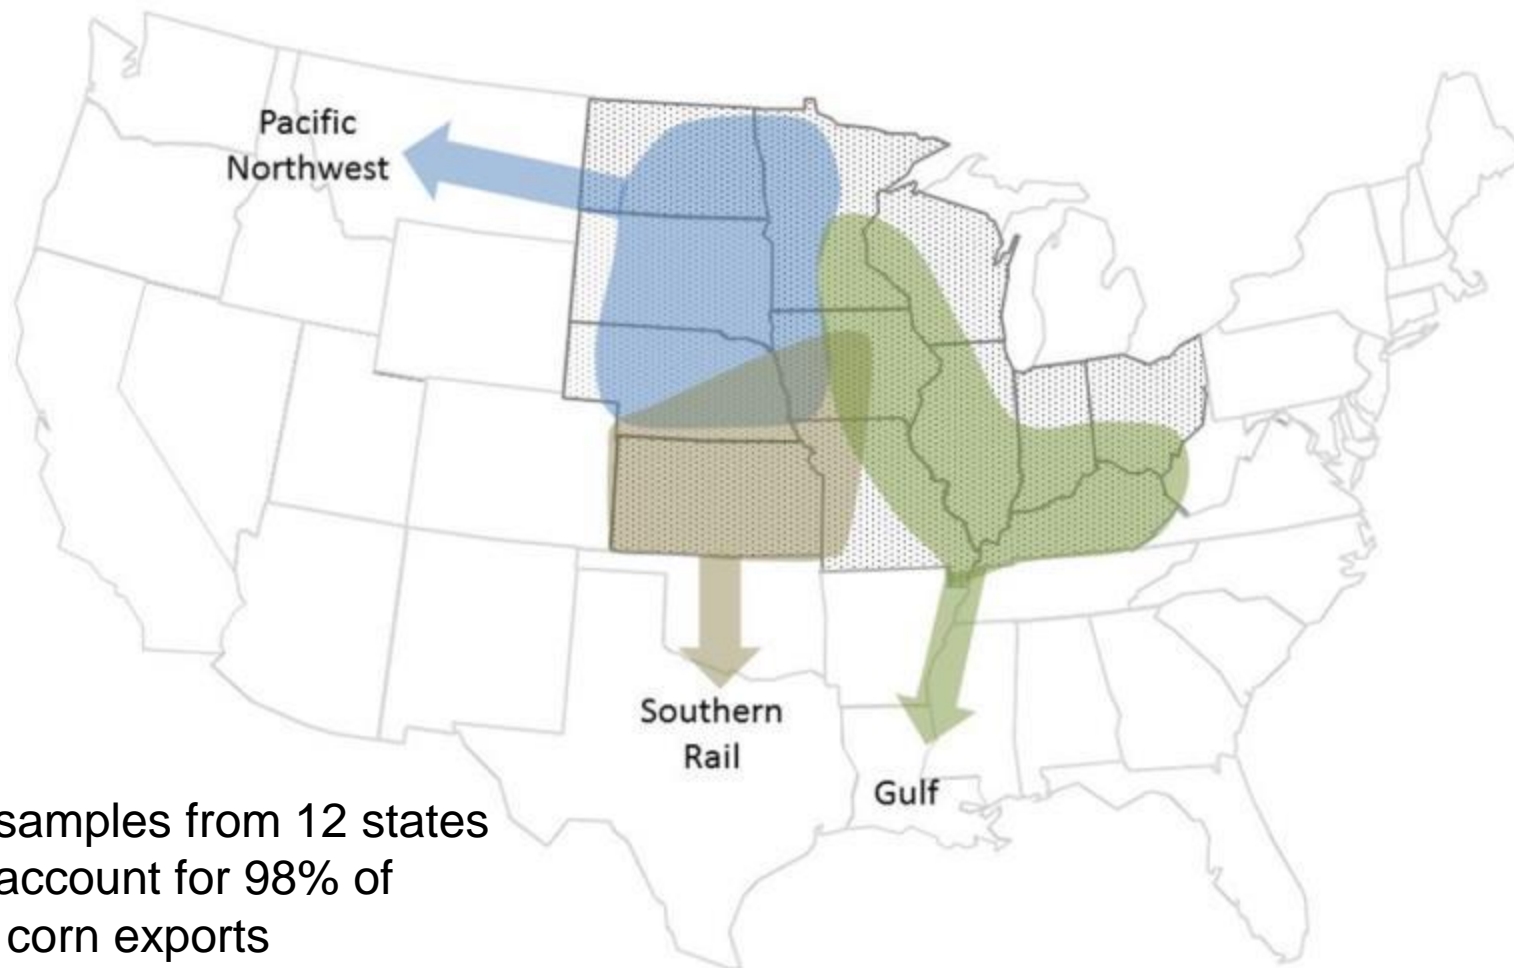 Pacific
Northwest
Southern
Rail
Gulf
samples from 12 states
account for 98% of
corn exports